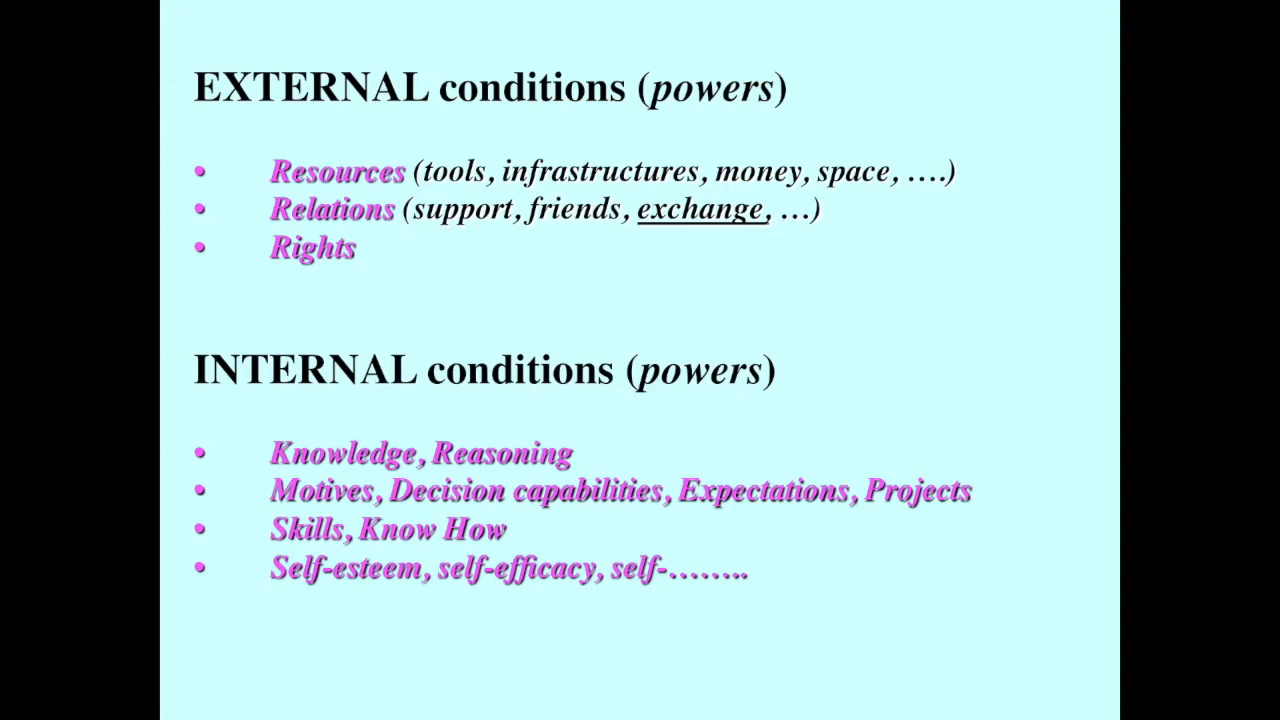 EXTERNAL conditions (powers)
• Resources (tools, infrastructures, money, space, ….)
• Relations (support, friends, exchange, …)
• Rights
INTERNAL conditions (powers)
• Knowledge, Reasoning
• Motives, Decision capabilities, Expectations, Projects
• Skills, Know How
• Self-esteem, self-efficacy, self-……..